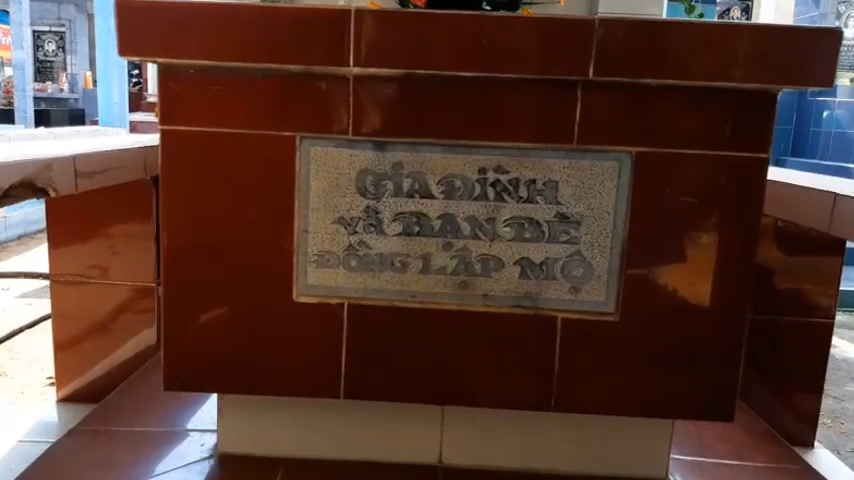 GIA ĐÌNH
VÀ BẠN BÈ
ĐỒNG LẬP MỘ